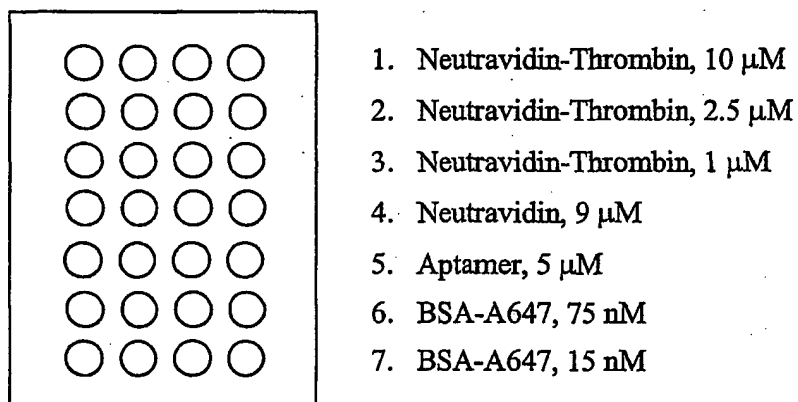 1. Neutravidin-Thrombin, 10 μM
2. Neutravidin-Thrombin, 2.5 μM
3. Neutravidin-Thrombin, 1 μM
4. Neutravidin, 9 μM
5. Aptamer, 5 μM
6. BSA-A647, 75 nM
7. BSA-A647, 15 nM